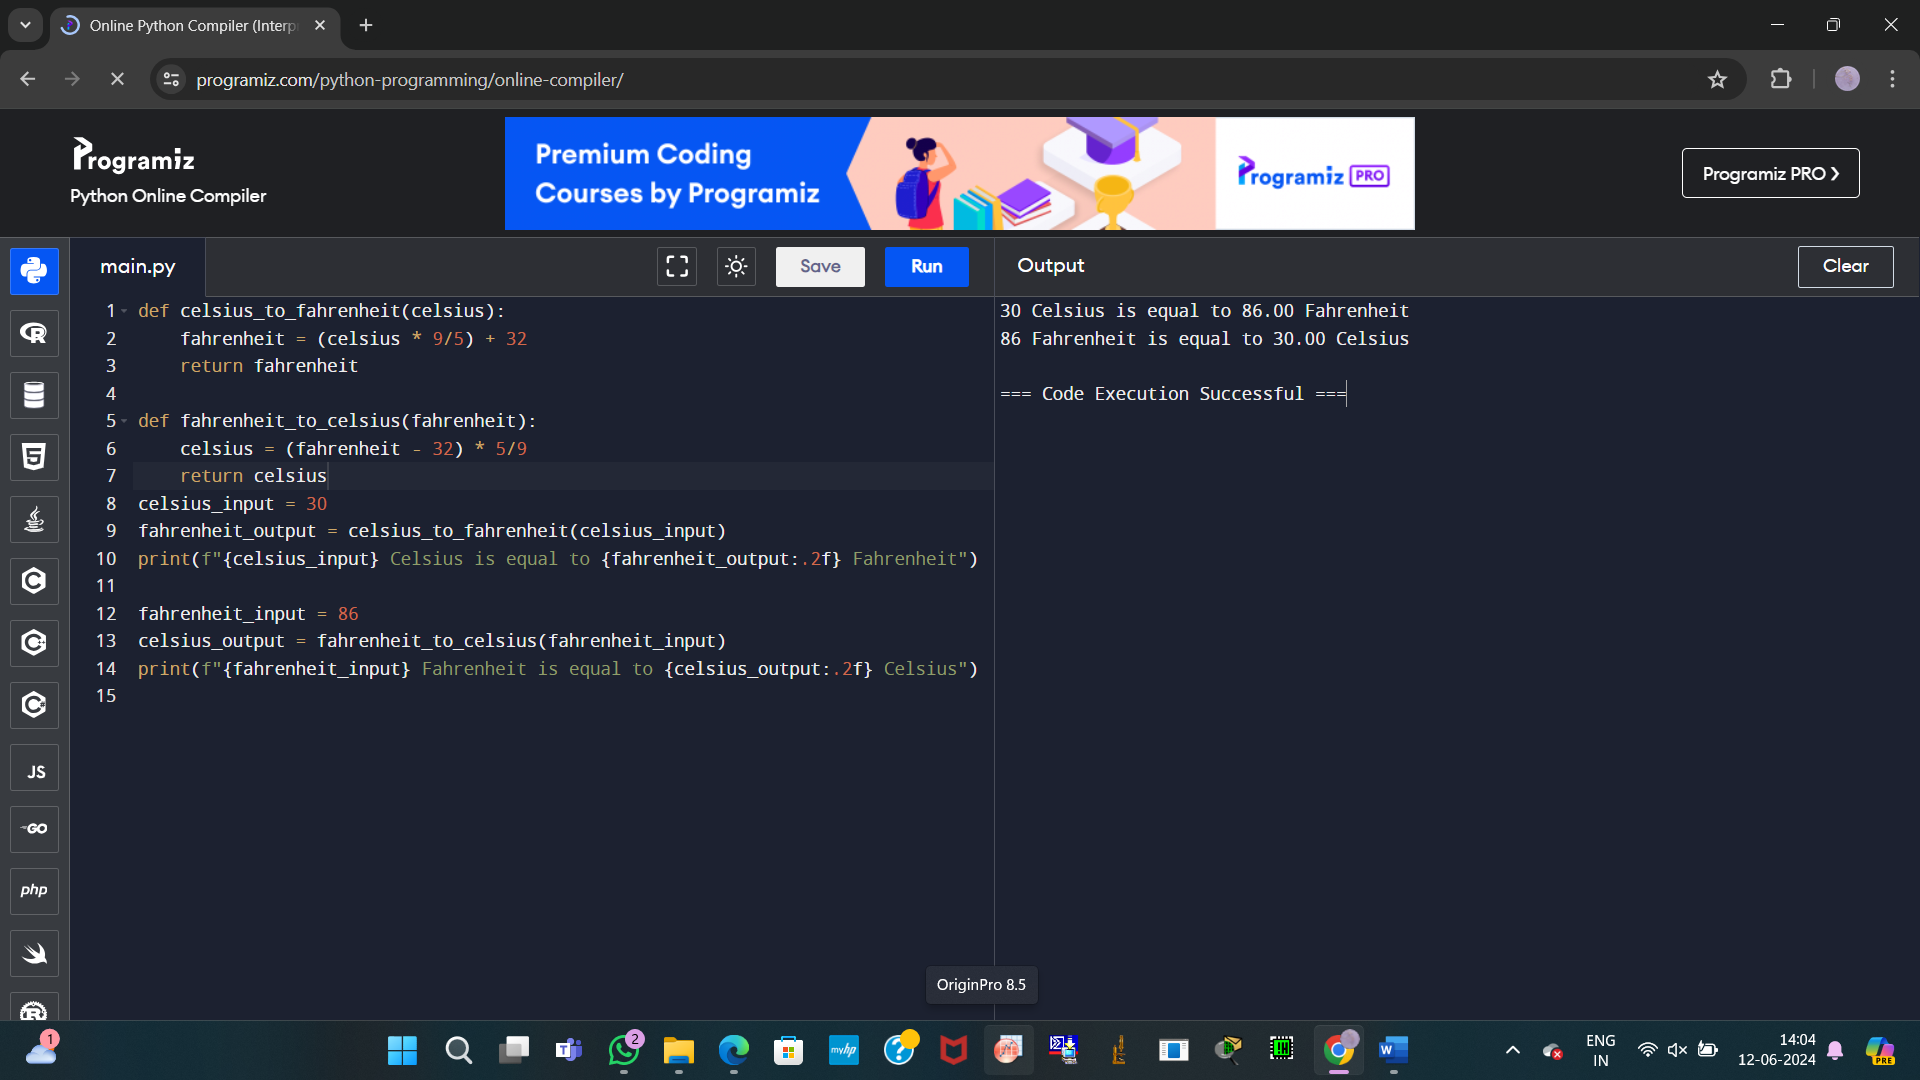 Online Python Compiler (Interp
programiz.com/python-programming/online-compiler/
Programiz
Python Online Compiler
Premium Coding
Courses by Programiz
Programiz PRO
Programiz PRO ❯
main.py
Save
Run
Output
Clear
1 def celsius_to_fahrenheit(celsius):
2     fahrenheit = (celsius * 9/5) + 32
3     return fahrenheit
4
5 def fahrenheit_to_celsius(fahrenheit):
6     celsius = (fahrenheit - 32) * 5/9
7     return celsius
8 celsius_input = 30
9 fahrenheit_output = celsius_to_fahrenheit(celsius_input)
10 print(f"{celsius_input} Celsius is equal to {fahrenheit_output:.2f} Fahrenheit")
11
12 fahrenheit_input = 86
13 celsius_output = fahrenheit_to_celsius(fahrenheit_input)
14 print(f"{fahrenheit_input} Fahrenheit is equal to {celsius_output:.2f} Celsius")
15
30 Celsius is equal to 86.00 Fahrenheit
86 Fahrenheit is equal to 30.00 Celsius
=== Code Execution Successful ===
R
5
C
C
C
JS
GO
php
R
OriginPro 8.5
1
T
2
myhp
?
W
ENG
IN
14:04
12-06-2024
PRE